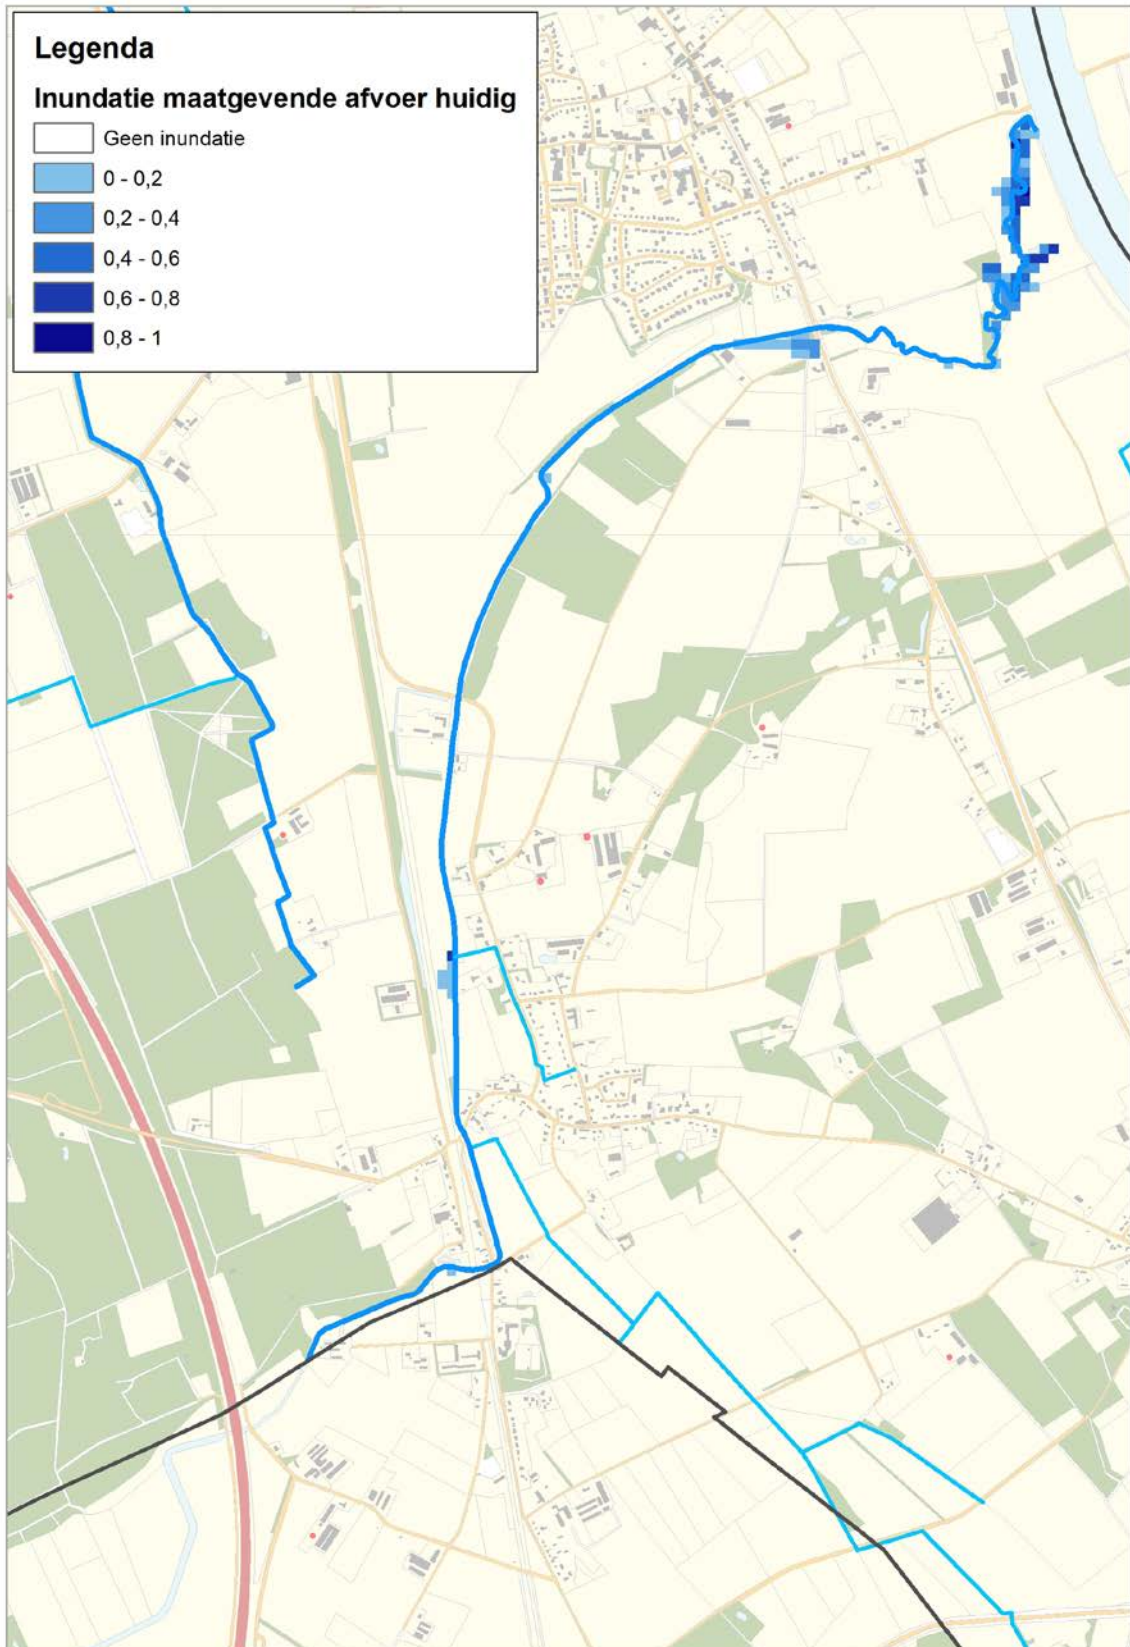 Legenda
Inundatie maatgevende afvoer huidig
Geen inundatie
0 - 0,2
0,2 - 0,4
0,4 - 0,6
0,6 - 0,8
0,8 - 1